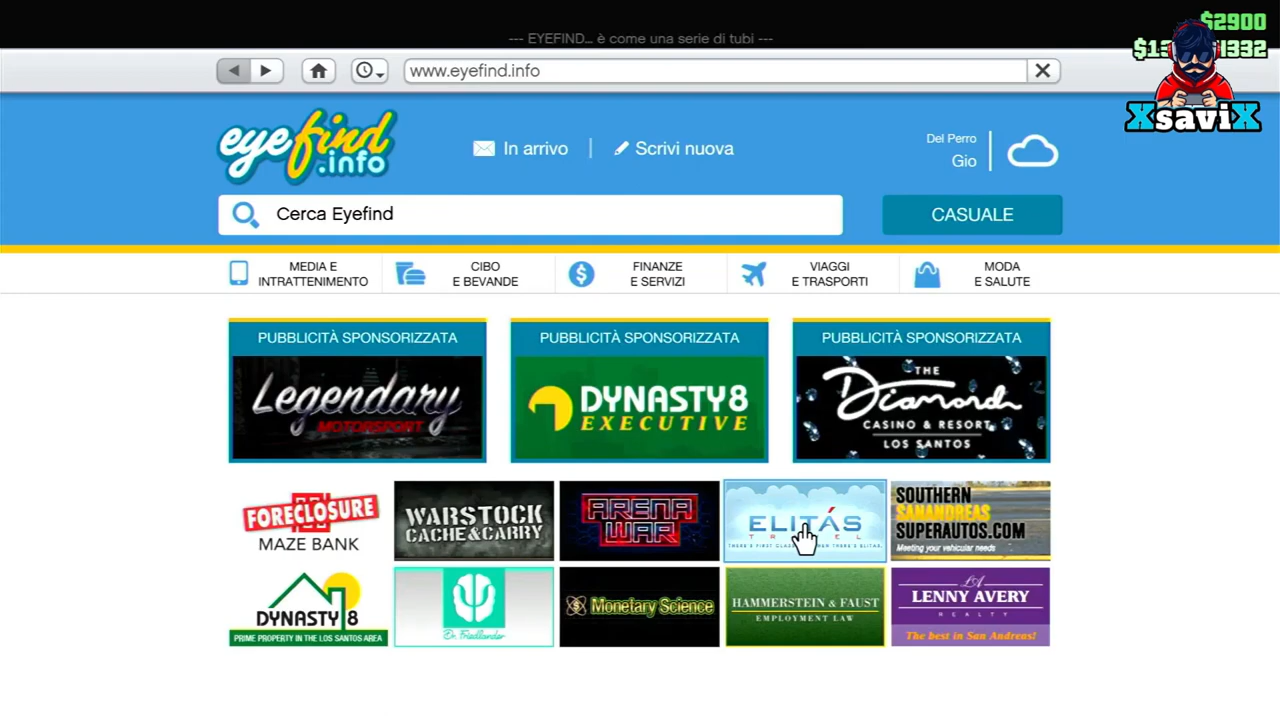 --- EYEFIND... è come una serie di tubi ---
$2900
XsaviX
www.eyefind.info
eyefind
.info
In arrivo
Scrivi nuova
Del Perro
Gio
Cerca Eyefind
CASUALE
MEDIA E
INTRATTENIMENTO
CIBO
E BEVANDE
FINANZE
E SERVIZI
VIAGGI
E TRASPORTI
MODA
E SALUTE
PUBBLICITÀ SPONSORIZZATA
Legendary
MOTORSPORT
PUBBLICITÀ SPONSORIZZATA
DYNASTY8
EXECUTIVE
PUBBLICITÀ SPONSORIZZATA
THE
Diamond
CASINO & RESORT
LOS SANTOS
FORECLOSURE
MAZE BANK
WARSTOCK
CACHE & CARRY
ARENA
WAR
ELITÁS
TRAVEL
SOUTHERN
SANANDREAS
SUPERAUTOS.COM
Meeting your vehicular needs
DYNASTY 8
PRIME PROPERTY IN THE LOS SANTOS AREA
Dr. Friedlander
Monetary Science
HAMMERSTEIN & FAUST
EMPLOYMENT LAW
LA
LENNY AVERY
REALTY
The best in San Andreas!